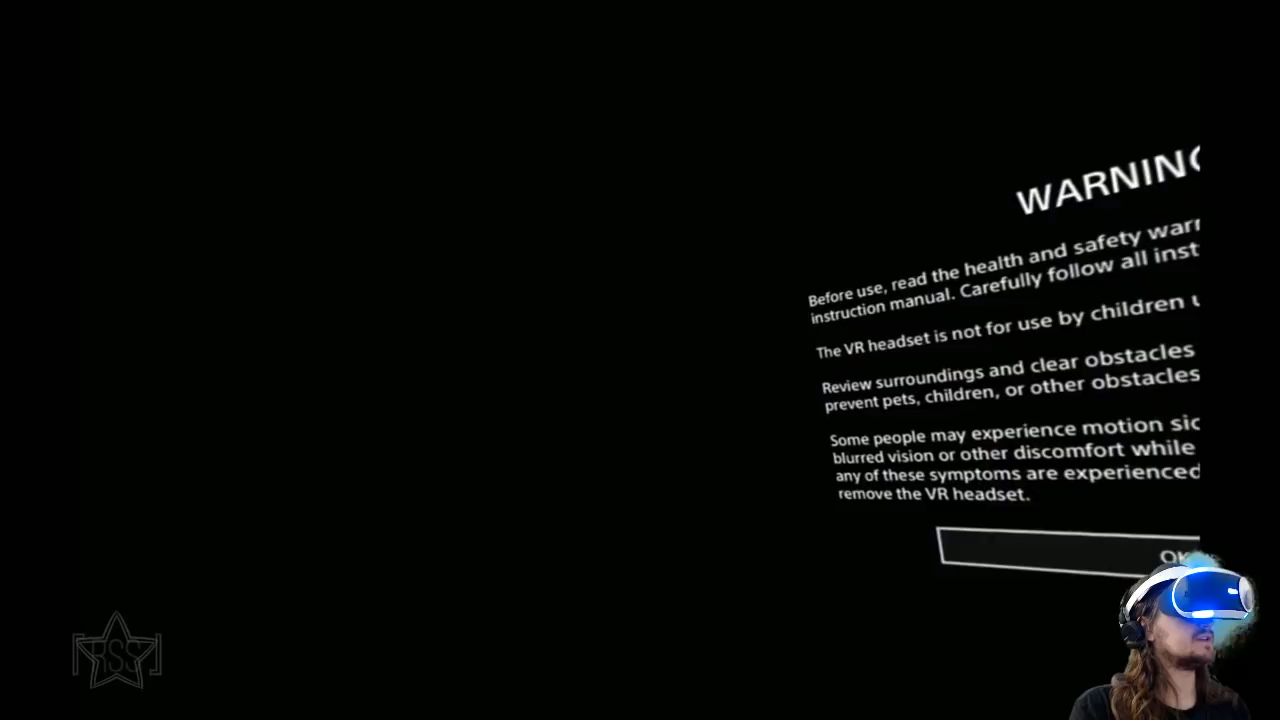 WARNING
Before use, read the health and safety
instruction manual. Carefully follow all
The VR headset is not for use by children
Review surroundings and clear obstacles
prevent pets, children, or other obstacles
Some people may experience motion
blurred vision or other discomfort while
any of these symptoms are experienced
remove the VR headset.
OK
RSS